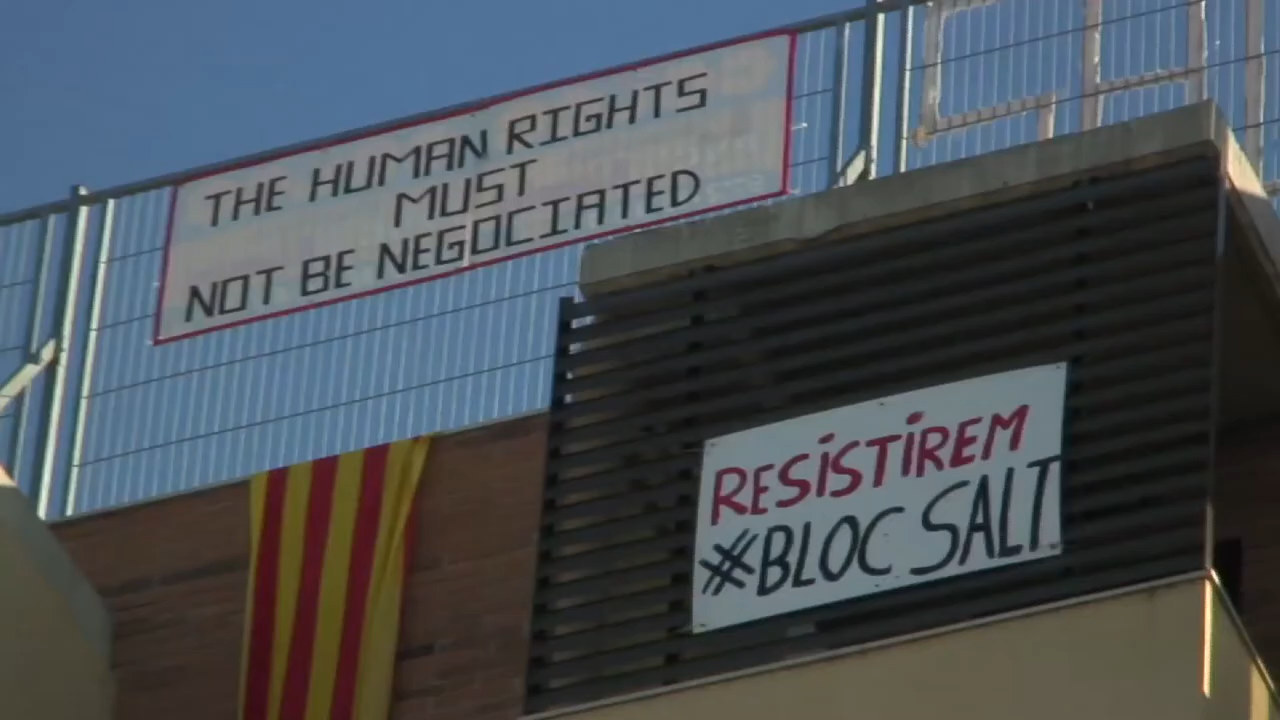 THE HUMAN RIGHTS
MUST
NOT BE NEGOCIATED
RESiSTiREM
#BLOC SALT